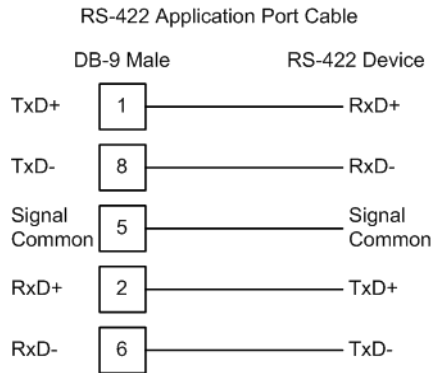 RS-422 Application Port Cable
DB-9 Male RS-422 Device
TxD+ 1 RxD+
TxD- 8 RxD-
Signal Common 5 Signal Common
RxD+ 2 TxD+
RxD- 6 TxD-